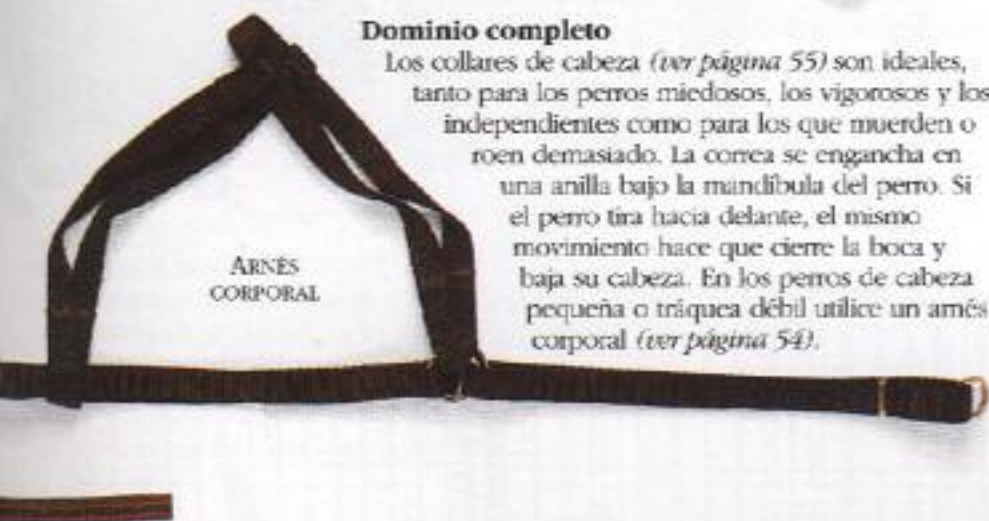 Dominio completo
Los collares de cabeza (ver página 55) son ideales,
tanto para los perros miedosos, los vigorosos y los
independientes como para los que muerden o
roen demasiado. La correa se engancha en
una anilla bajo la mandíbula del perro. Si
el perro tira hacia delante, el mismo
movimiento hace que cierre la boca y
baja su cabeza. En los perros de cabeza
pequeña o tráquea débil utilice un arnés
corporal (ver página 54).
ARNÉS
CORPORAL